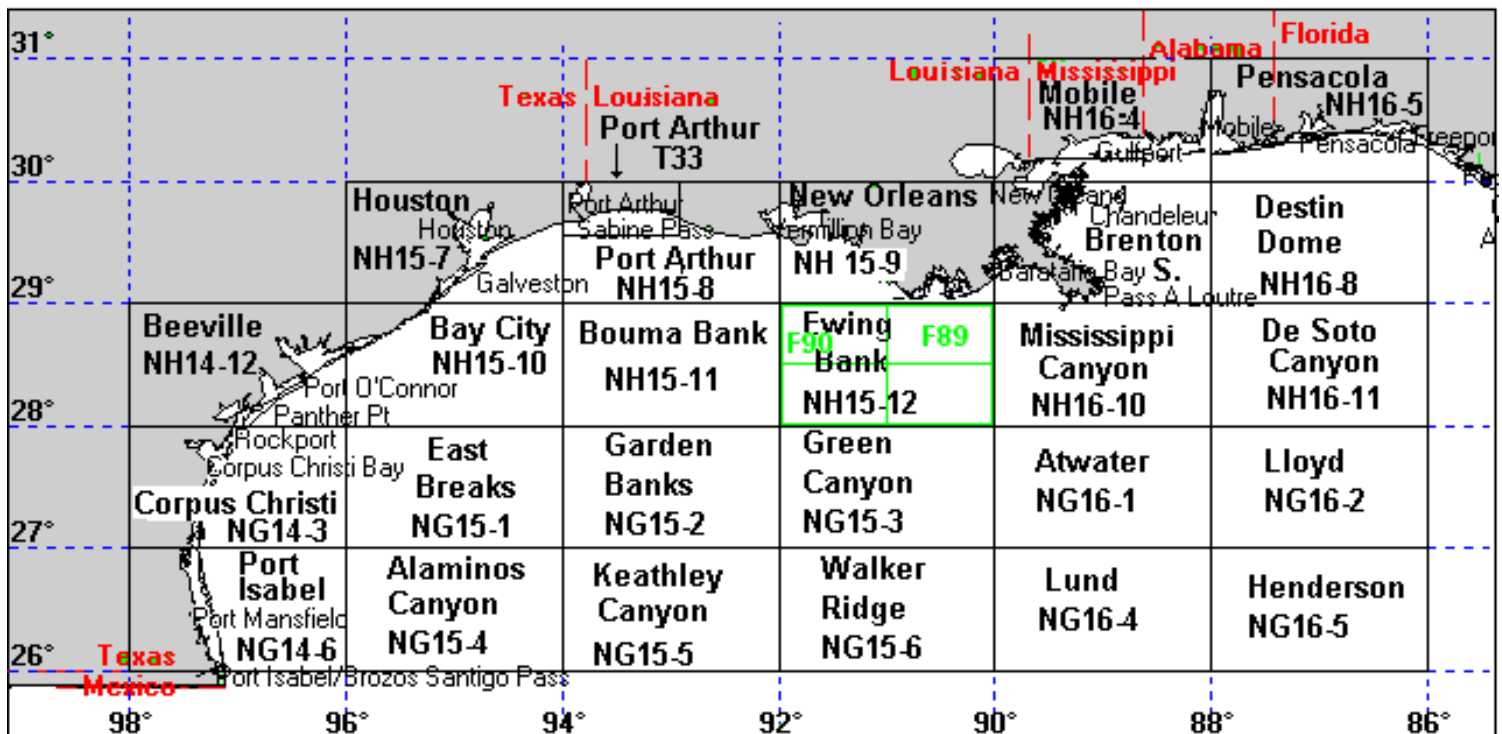 31°
30°
29°
28°
27°
26°
98°
96°
94°
92°
90°
88°
86°
Texas
Louisiana
Louisiana
Mississippi
Alabama
Florida
Port Arthur
T33
Mobile
NH16-4
Pensacola
NH16-5
Mobile
Gulfport
Pensacola
Freepor
Houston
Houston
NH15-7
Galveston
Port Arthur
Sabine Pass
Port Arthur
NH15-8
New Orleans
Vermillion Bay
NH 15-9
Chandeleur
Brenton
S.
Barataria Bay
Pass A Loutre
Destin
Dome
NH16-8
A
Beeville
NH14-12
Port O'Connor
Panther Pt
Bay City
NH15-10
Bouma Bank
NH15-11
Ewing
Bank
NH15-12
F90
F89
Mississippi
Canyon
NH16-10
De Soto
Canyon
NH16-11
Rockport
Corpus Christi Bay
Corpus Christi
NG14-3
East
Breaks
NG15-1
Garden
Banks
NG15-2
Green
Canyon
NG15-3
Atwater
NG16-1
Lloyd
NG16-2
Port
Isabel
Port Mansfield
NG14-6
Alaminos
Canyon
NG15-4
Keathley
Canyon
NG15-5
Walker
Ridge
NG15-6
Lund
NG16-4
Henderson
NG16-5
Texas
Mexico
Port Isabel/Brozos Santigo Pass